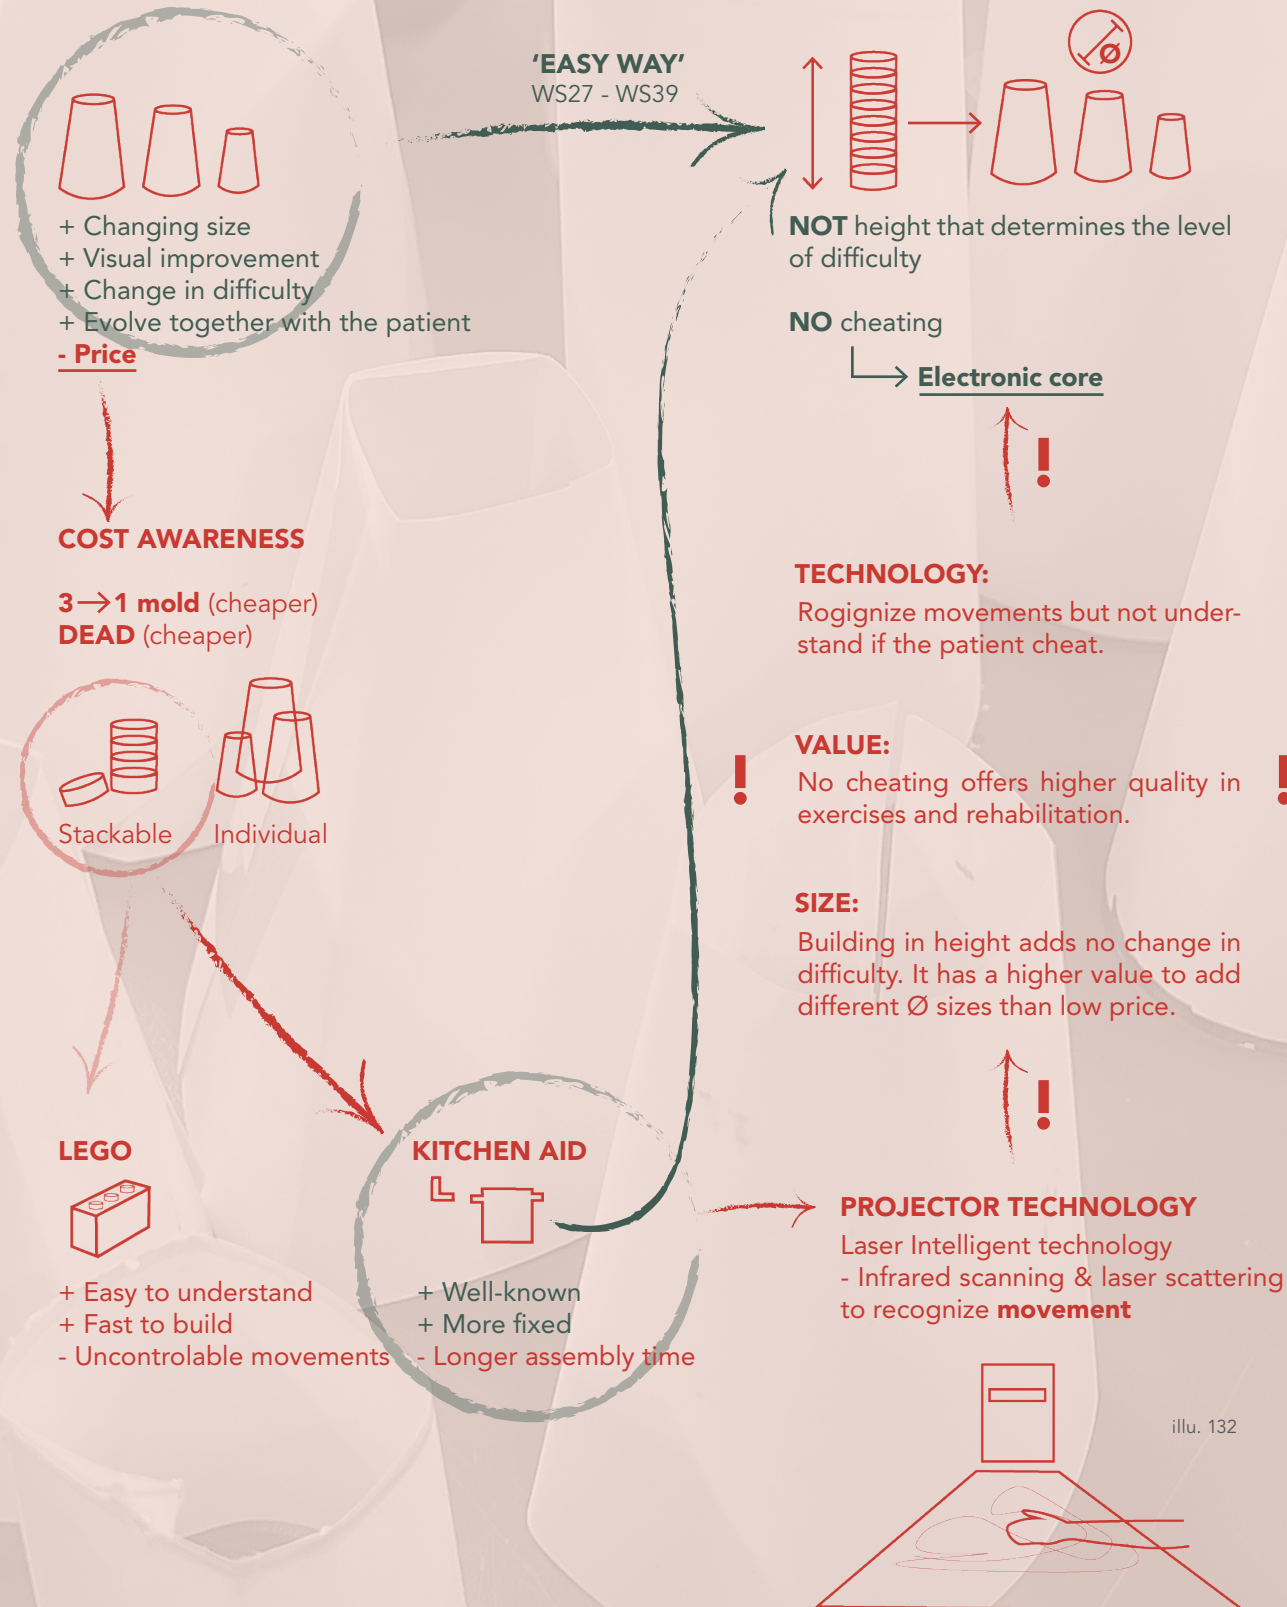 'EASY WAY'
WS27 - WS39
Ø
+ Changing size
+ Visual improvement
+ Change in difficulty
+ Evolve together with the patient
- Price
NOT height that determines the level
of difficulty
NO cheating
Electronic core
!
COST AWARENESS
3→1 mold (cheaper)
DEAD (cheaper)
Stackable
Individual
TECHNOLOGY:
Rogignize movements but not under-
stand if the patient cheat.
VALUE:
! No cheating offers higher quality in !
exercises and rehabilitation.
SIZE:
Building in height adds no change in
difficulty. It has a higher value to add
different Ø sizes than low price.
!
LEGO
+ Easy to understand
+ Fast to build
- Uncontrolable movements
KITCHEN AID
+ Well-known
+ More fixed
- Longer assembly time
PROJECTOR TECHNOLOGY
Laser Intelligent technology
- Infrared scanning & laser scattering
to recognize movement
illu. 132